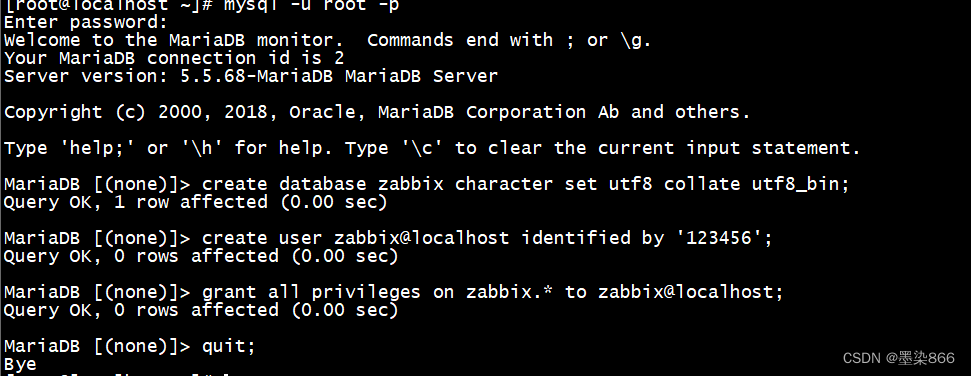 [root@localhost ~]# mysql -u root -p
Enter password:
Welcome to the MariaDB monitor.  Commands end with ; or \g.
Your MariaDB connection id is 2
Server version: 5.5.68-MariaDB MariaDB Server
Copyright (c) 2000, 2018, Oracle, MariaDB Corporation Ab and others.
Type 'help;' or '\h' for help. Type '\c' to clear the current input statement.
MariaDB [(none)]> create database zabbix character set utf8 collate utf8_bin;
Query OK, 1 row affected (0.00 sec)
MariaDB [(none)]> create user zabbix@localhost identified by '123456';
Query OK, 0 rows affected (0.00 sec)
MariaDB [(none)]> grant all privileges on zabbix.* to zabbix@localhost;
Query OK, 0 rows affected (0.00 sec)
MariaDB [(none)]> quit;
Bye
CSDN @墨染866